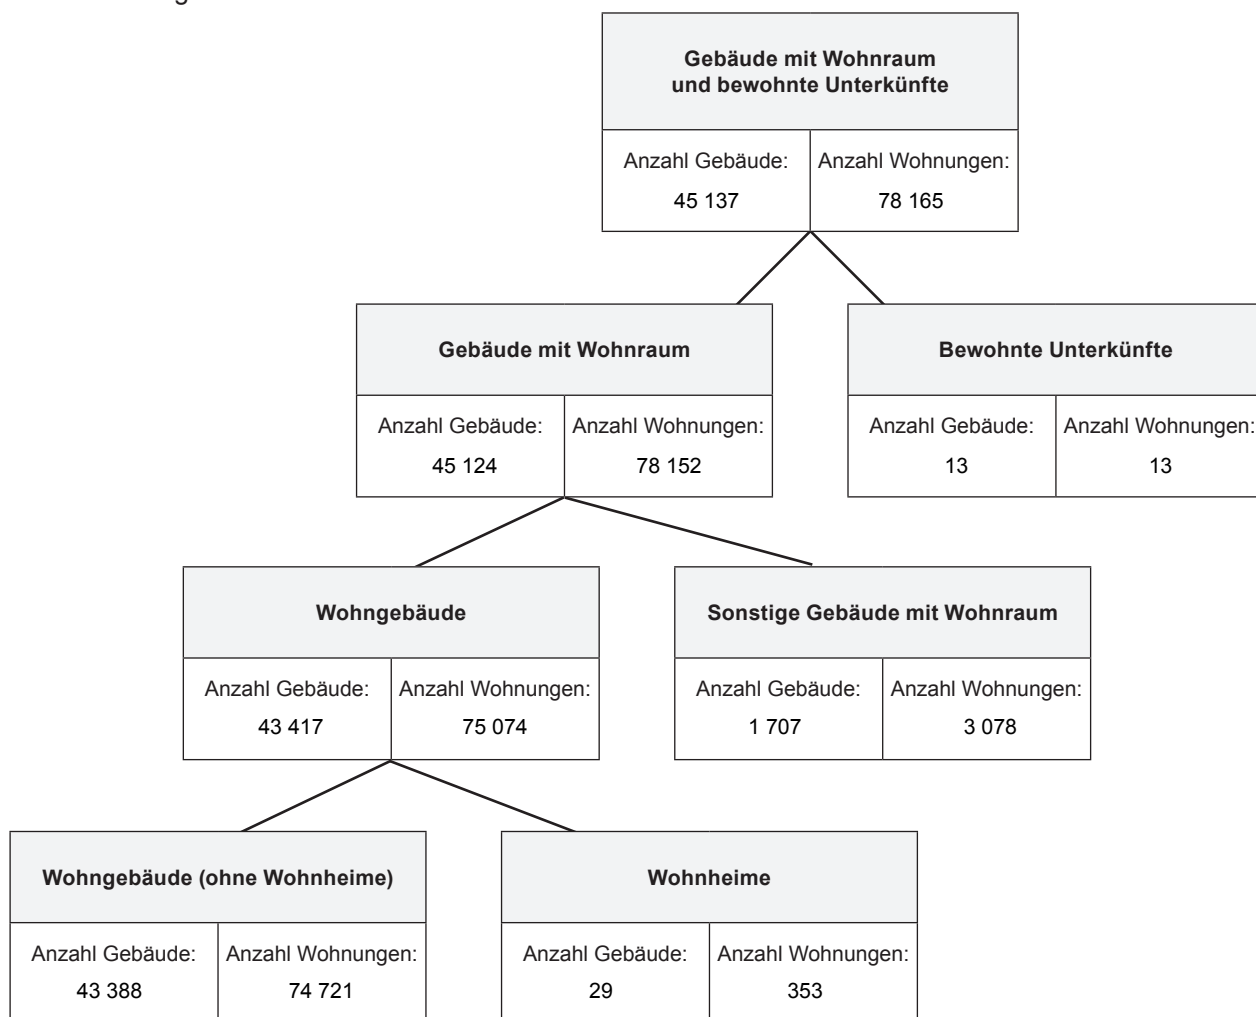 Gebäude mit Wohnraum
und bewohnte Unterkünfte
Anzahl Gebäude: Anzahl Wohnungen:
45 137 78 165
Gebäude mit Wohnraum
Anzahl Gebäude: Anzahl Wohnungen:
45 124 78 152
Bewohnte Unterkünfte
Anzahl Gebäude: Anzahl Wohnungen:
13 13
Wohngebäude
Anzahl Gebäude: Anzahl Wohnungen:
43 417 75 074
Sonstige Gebäude mit Wohnraum
Anzahl Gebäude: Anzahl Wohnungen:
1 707 3 078
Wohngebäude (ohne Wohnheime)
Anzahl Gebäude: Anzahl Wohnungen:
43 388 74 721
Wohnheime
Anzahl Gebäude: Anzahl Wohnungen:
29 353